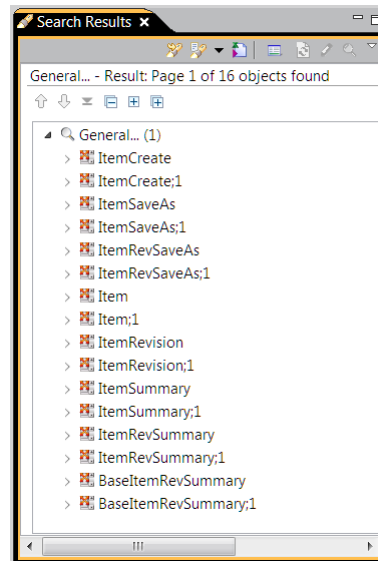 Search Results
General... - Result: Page 1 of 16 objects found
General... (1)
ItemCreate
ItemCreate;1
ItemSaveAs
ItemSaveAs;1
ItemRevSaveAs
ItemRevSaveAs;1
Item
Item;1
ItemRevision
ItemRevision;1
ItemSummary
ItemSummary;1
ItemRevSummary
ItemRevSummary;1
BaseItemRevSummary
BaseItemRevSummary;1